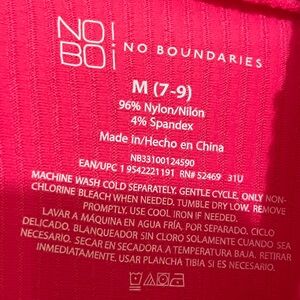 NO!
BOi
NO BOUNDARIES
M (7-9)
96% Nylon/Nilón
4% Spandex
Made in/Hecho en China
NB33100124590
EAN/UPC 1 9542221191 RN# 52469 31U
MACHINE WASH COLD SEPARATELY. GENTLE CYCLE, ONLY NON-
CHLORINE BLEACH WHEN NEEDED. TUMBLE DRY LOW, REMOVE
PROMPTLY. USE COOL IRON IF NEEDED.
LAVAR A MÁQUINA EN AGUA FRÍA, POR SEPARADO, CICLO
DELICADO. BLANQUEADOR SIN CLORO SOLAMENTE CUANDO SEA
NECESARIO. SECAR EN SECADORA A TEMPERATURA BAJA. RETIRAR
INMEDIATAMENTE. USAR PLANCHA TIBIA SI ES NECESARIO.